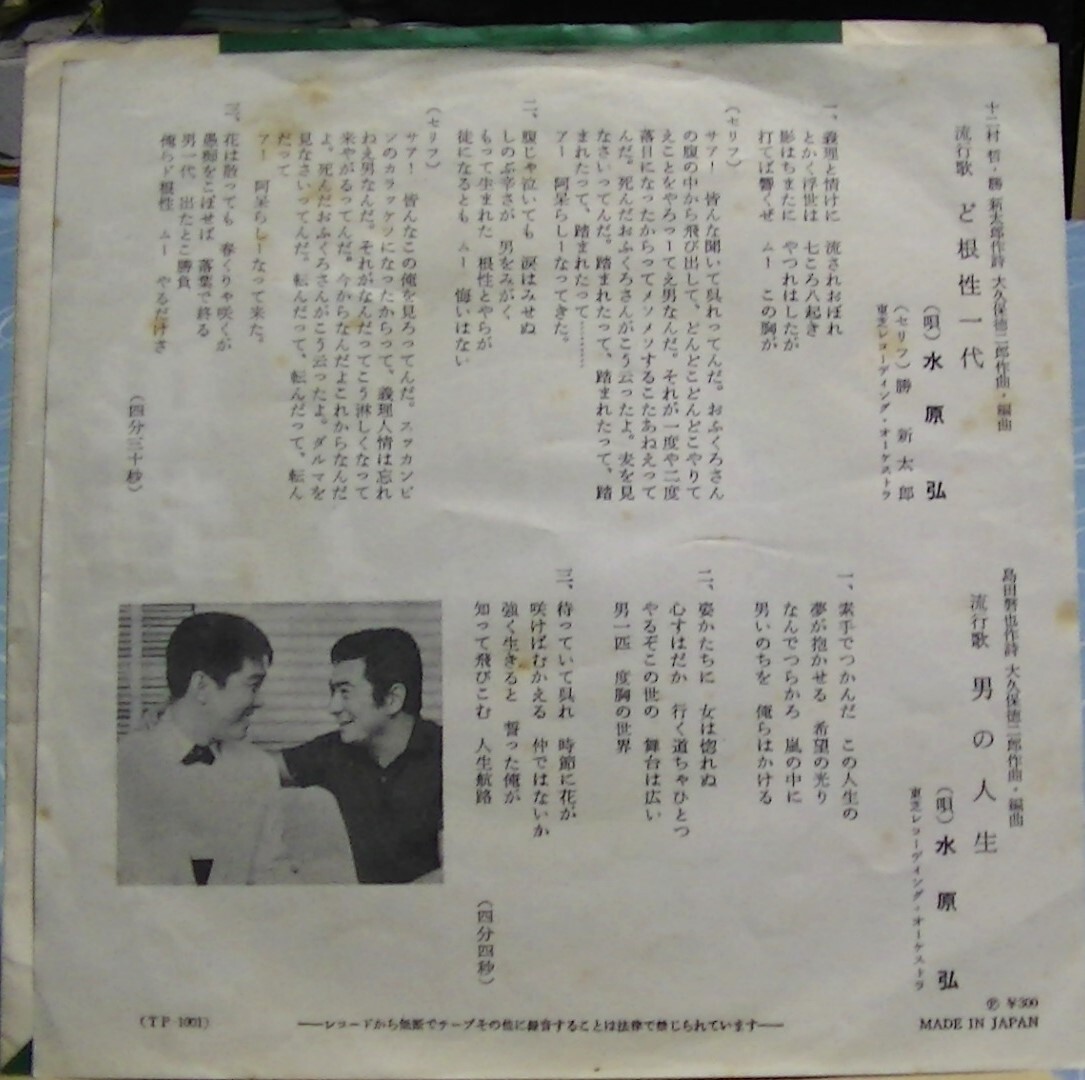 十二村 哲・勝 新太郎作詩 大久保徳二郎作曲・編曲
流行歌 ど根性一代
(唄) 水原弘
(セリフ) 勝 新太郎
東芝レコーディング・オーケストラ
一、義理と情けに 流されおぼれ
とかく浮世は 七ころ八起き
影はちまたに やつれはしたが
打てば響くぜ ムー この胸が
(セリフ)
サアー 皆んな聞いて呉れってんだ。おふくろさん
の腹の中から飛び出して、どんどこどんどこやりて
えことをやろうーてえ男なんだ。それが一度や二度
落目になったからってメソメソするこたあねえって
んだ。死んだおふくろさんがこう云ったよ。麦を見
なさいってんだ。踏まれたって、踏まれたって、踏
まれたって、踏まれたって…………
アー 阿呆らしーなってきた。
二、腹じゃ泣いても 涙はみせぬ
しのぶ辛さが 男をみがく
もって生まれた 根性とやらが
徒になるとも ムー 悔いはない
(セリフ)
サアー 皆んなこの俺を見ろってんだ。スッカンピ
ンのカラッケツになったからって、義理人情は忘れ
ねえ男なんだ。それがなんだってこう淋しくなって
来やがるってんだ。今からなんだよこれからなんだ
よ。死んだおふくろさんがこう云ったよ。ダルマを
見なさいってんだ。転んだって、転んだって、転ん
だって
アー 阿呆らしーなって来た。
三、花は散っても 春くりゃ咲くが
愚痴をこぼせば 落葉で終る
男一代 出たとこ勝負
俺らド根性 ムー やるだけさ
(四分三十秒)
島田磬也作詩 大久保徳二郎作曲・編曲
流行歌 男の人生
(唄) 水原弘
東芝レコーディング・オーケストラ
一、素手でつかんだ この人生の
夢が抱かせる 希望の光り
なんでつらかろ 嵐の中に
男いのちを 俺らはかける
二、姿かたちに 女は惚れぬ
心すはだか 行く道ちゃひとつ
やるぞこの世の 舞台は広い
男一匹 度胸の世界
三、待っていて呉れ 時節に花が
咲けばむかえる 仲ではないか
強く生きると 誓った俺が
知って飛びこむ 人生航路
(四分四秒)
Ⓟ ¥300
(TP-1001)
――レコードから無断でテープその他に録音することは法律で禁じられています――
MADE IN JAPAN